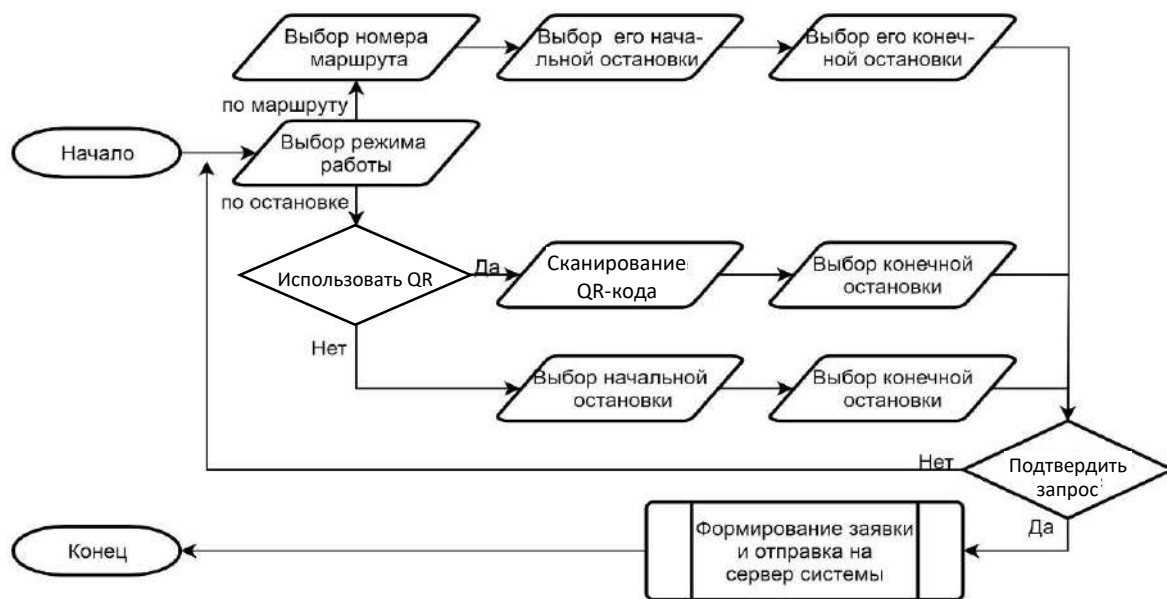 Выбор номера
маршрута
Выбор его нача-
льной остановки
Выбор его конеч-
ной остановки
по маршруту
Начало
Выбор режима
работы
по остановке
Использовать QR
Да
Сканирование
QR-кода
Выбор конечной
остановки
Нет
Выбор начальной
остановки
Выбор конечной
остановки
Нет
Подтвердить
запрос
Да
Формирование заявки
и отправка на
сервер системы
Конец